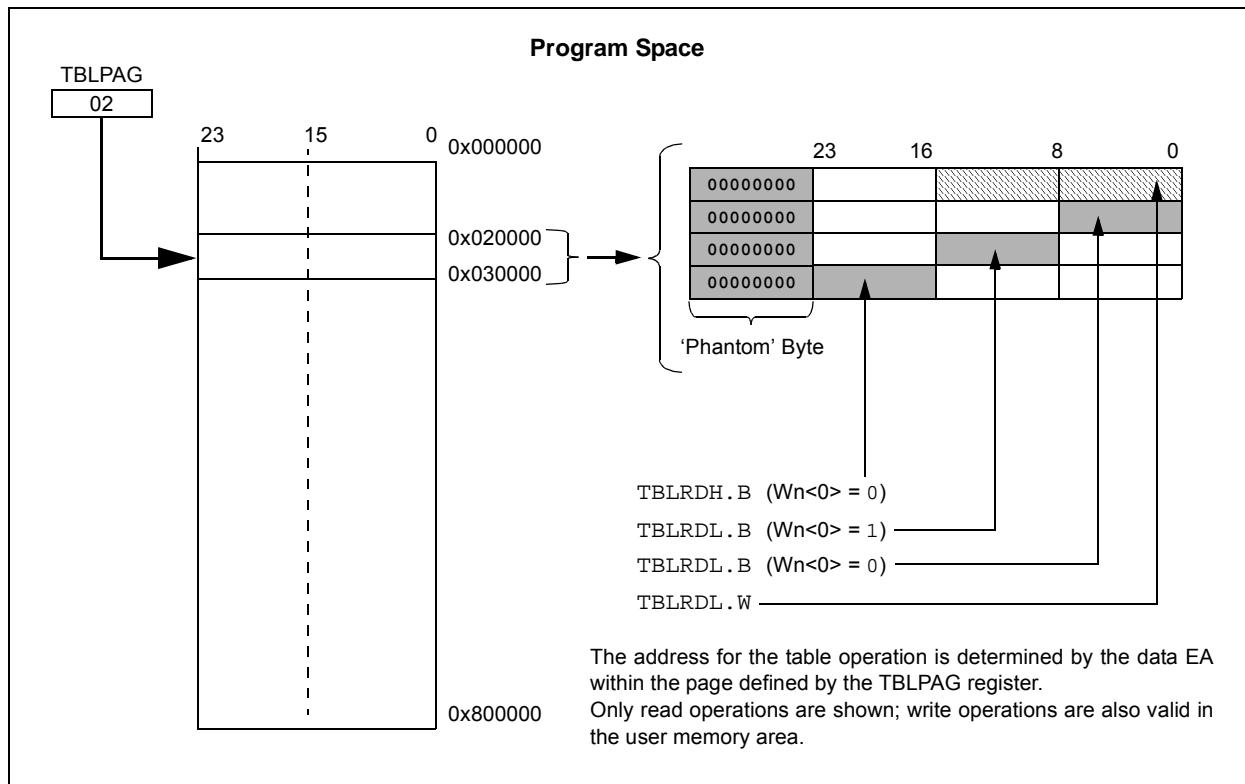 Program Space
TBLPAG
02
23 15 0
0x000000
0x020000
0x030000
0x800000
23 16 8 0
00000000
00000000
00000000
00000000
‘Phantom’ Byte
TBLRDH.B (Wn<0> = 0)
TBLRDL.B (Wn<0> = 1)
TBLRDL.B (Wn<0> = 0)
TBLRDL.W
The address for the table operation is determined by the data EA
within the page defined by the TBLPAG register.
Only read operations are shown; write operations are also valid in
the user memory area.